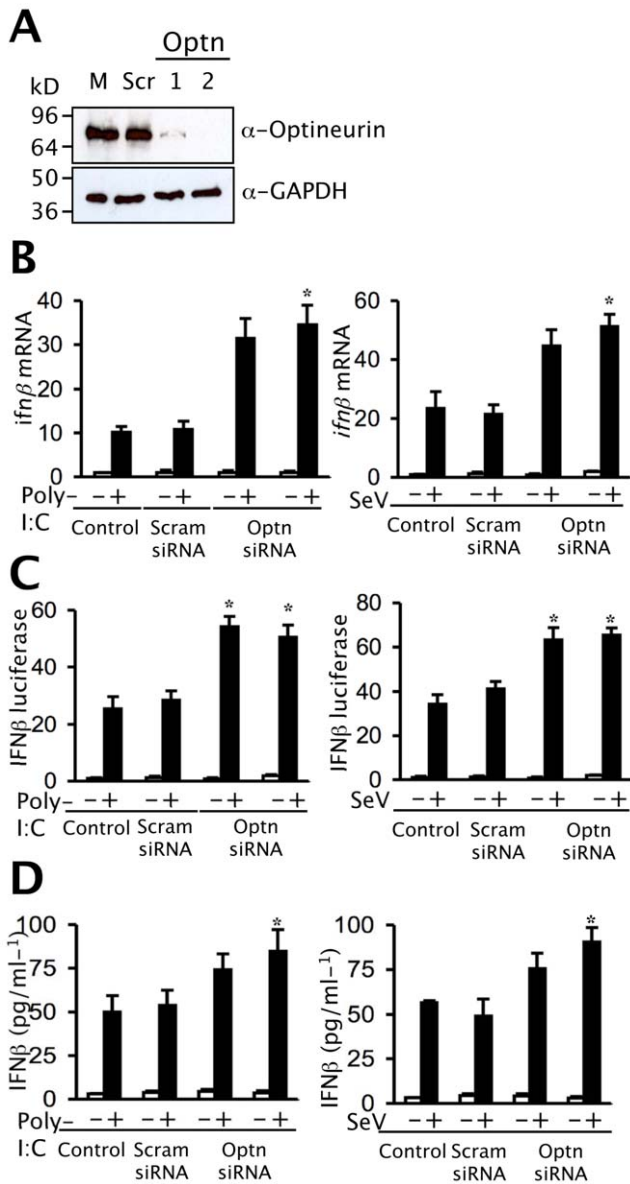 A
Optn
kD M Scr 1 2
96
64
α-Optineurin
50
36
α-GAPDH
B
ifnβ mRNA
40
30
20
10
0
*
Poly-
I:C
-+ -+ -+ -+
Control Scram Optn
siRNA siRNA
ifnβ mRNA
60
40
20
0
*
SeV -+ -+ -+ -+
Control Scram Optn
siRNA siRNA
C
IFNβ luciferase
60
40
20
0
* *
Poly-
I:C
-+ -+ -+ -+
Control Scram Optn
siRNA siRNA
IFNβ luciferase
80
60
40
20
0
* *
SeV -+ -+ -+ -+
Control Scram Optn
siRNA siRNA
D
IFNβ (pg/ml-1)
100
75
50
25
0
*
Poly-
I:C
-+ -+ -+ -+
Control Scram Optn
siRNA siRNA
IFNβ (pg/ml-1)
100
75
50
25
0
*
SeV -+ -+ -+ -+
Control Scram Optn
siRNA siRNA